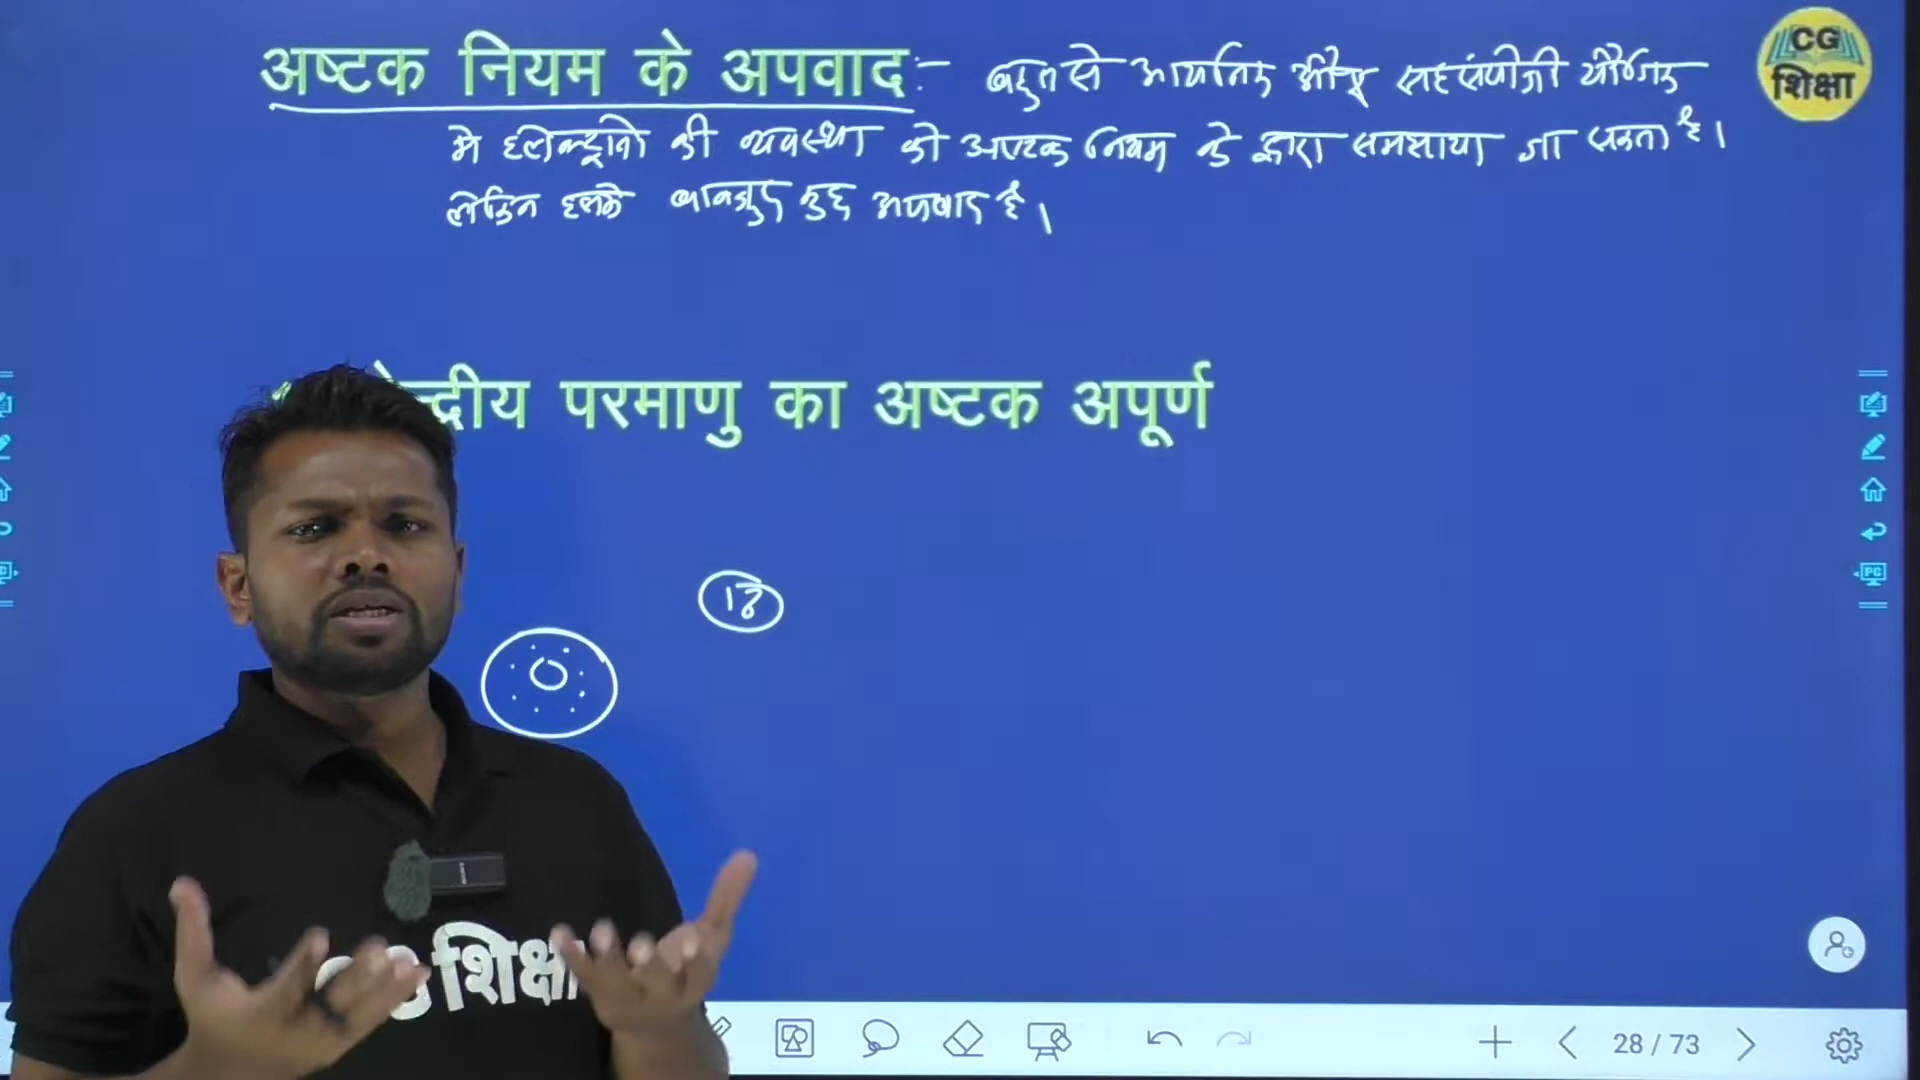 अष्टक नियम के अपवाद :- बहुत से आयनिक और सहसंयोजी यौगिक
CG
शिक्षा
मे इलेक्ट्रानो की व्यवस्था को अष्टक नियम के द्वारा समझाया जा सकता है।
लेकिन इसके बावजुद कुछ अपवाद है।
न्द्रीय परमाणु का अष्टक अपूर्ण
PC
शिक्षा
28 / 73